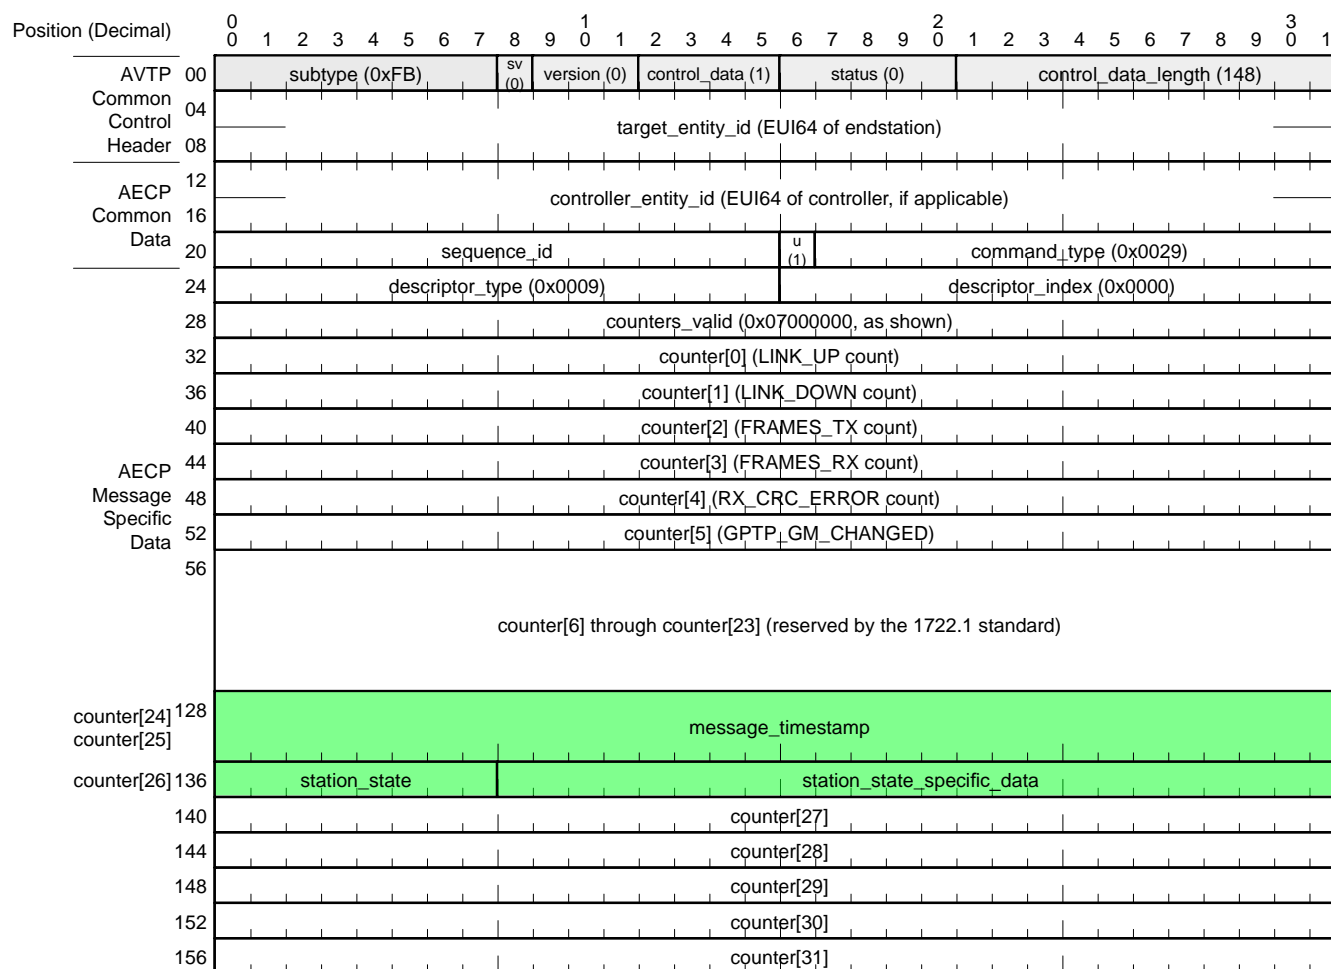 0 1 2 3
Position (Decimal) 0 1 2 3 4 5 6 7 8 9 0 1 2 3 4 5 6 7 8 9 0 1 2 3 4 5 6 7 8 9 0 1
AVTP 00 subtype (0xFB) sv (0) version (0) control_data (1) status (0) control_data_length (148)
Common 04
Control target_entity_id (EUI64 of endstation)
Header 08
12
AECP controller_entity_id (EUI64 of controller, if applicable)
Common 16
Data 20 sequence_id u (1) command_type (0x0029)
24 descriptor_type (0x0009) descriptor_index (0x0000)
28 counters_valid (0x07000000, as shown)
32 counter[0] (LINK_UP count)
36 counter[1] (LINK_DOWN count)
40 counter[2] (FRAMES_TX count)
AECP 44 counter[3] (FRAMES_RX count)
Message 48 counter[4] (RX_CRC_ERROR count)
Specific
Data 52 counter[5] (GPTP_GM_CHANGED)
56
counter[6] through counter[23] (reserved by the 1722.1 standard)
counter[24] 128
counter[25] message_timestamp
counter[26] 136 station_state station_state_specific_data
140 counter[27]
144 counter[28]
148 counter[29]
152 counter[30]
156 counter[31]